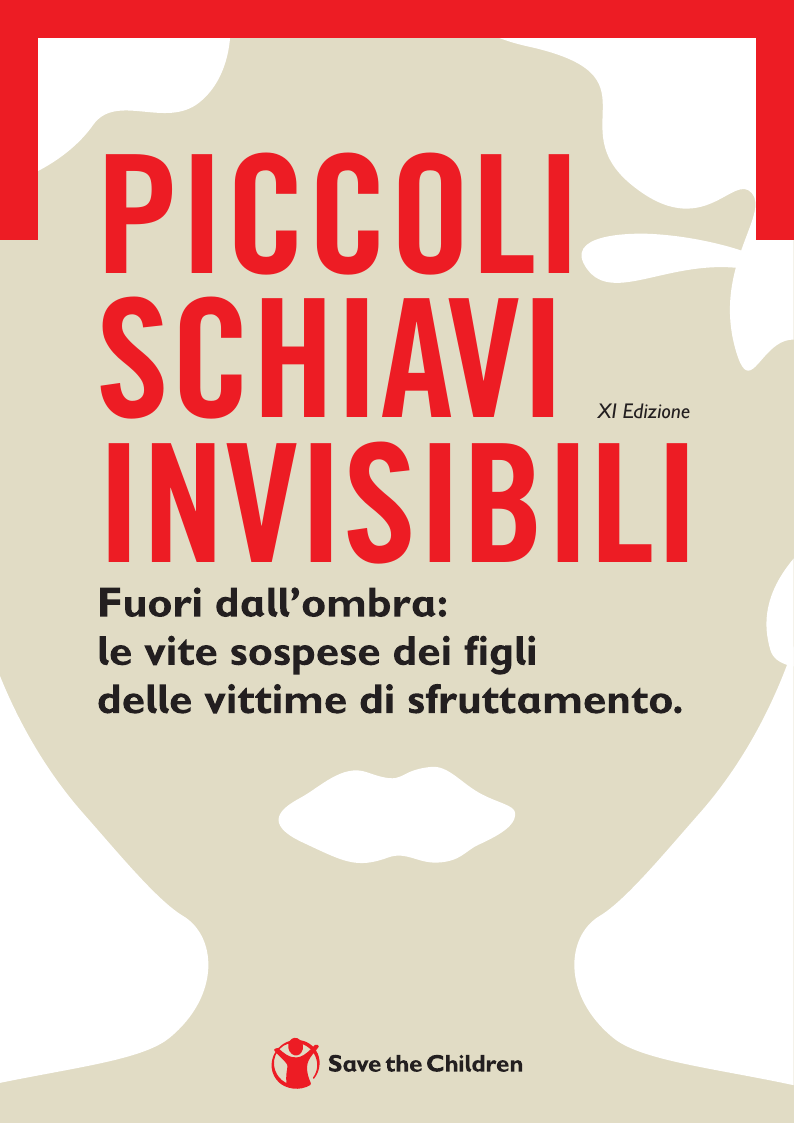 PICCOLI
SCHIAVI
XI Edizione
INVISIBILI
Fuori dall'ombra:
le vite sospese dei figli
delle vittime di sfruttamento.
Save the Children